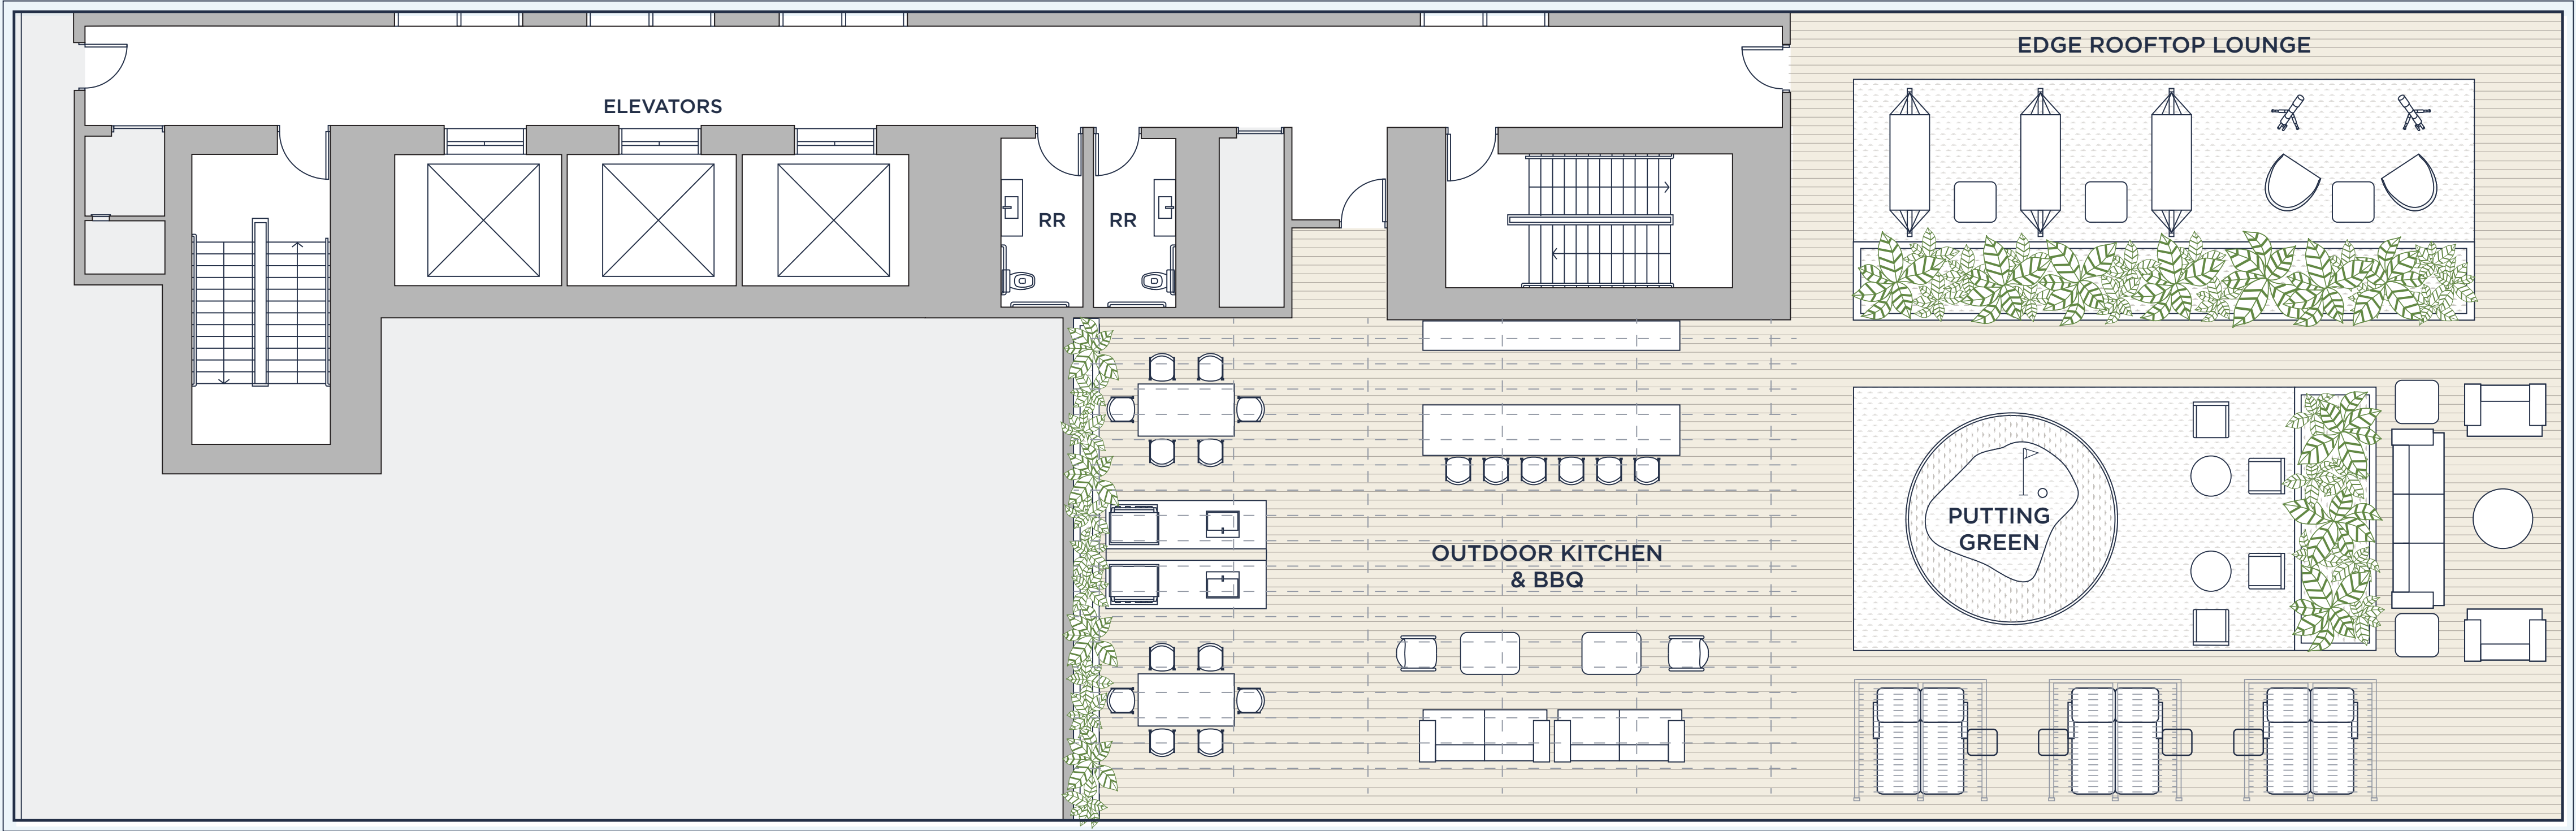 EDGE ROOFTOP LOUNGE
ELEVATORS
RR
RR
PUTTING
GREEN
OUTDOOR KITCHEN
& BBQ